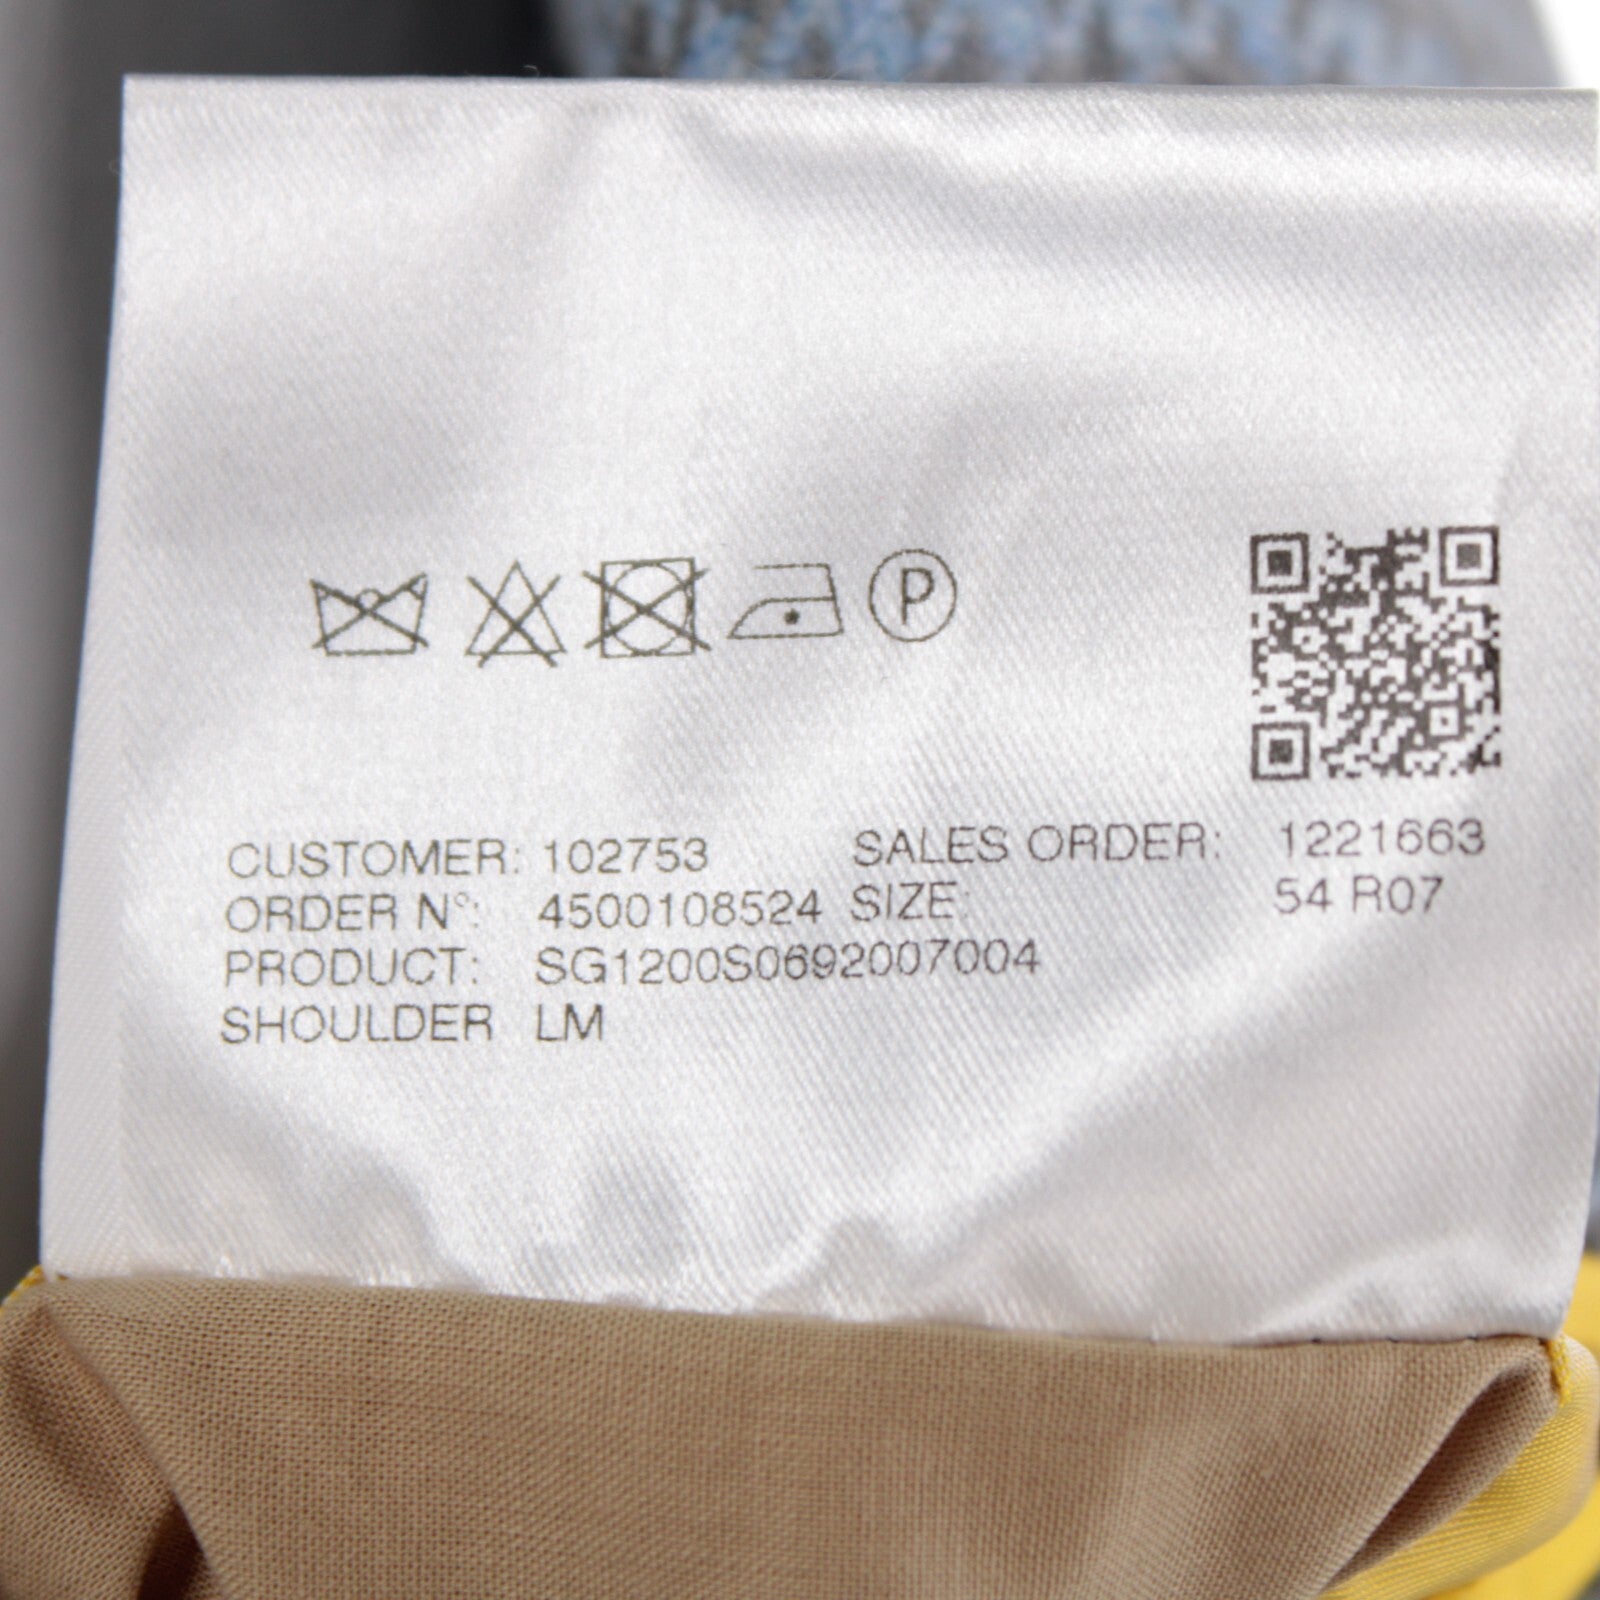 P
CUSTOMER: 102753 SALES ORDER: 1221663
ORDER N°: 4500108524 SIZE: 54 R07
PRODUCT: SG1200S0692007004
SHOULDER LM